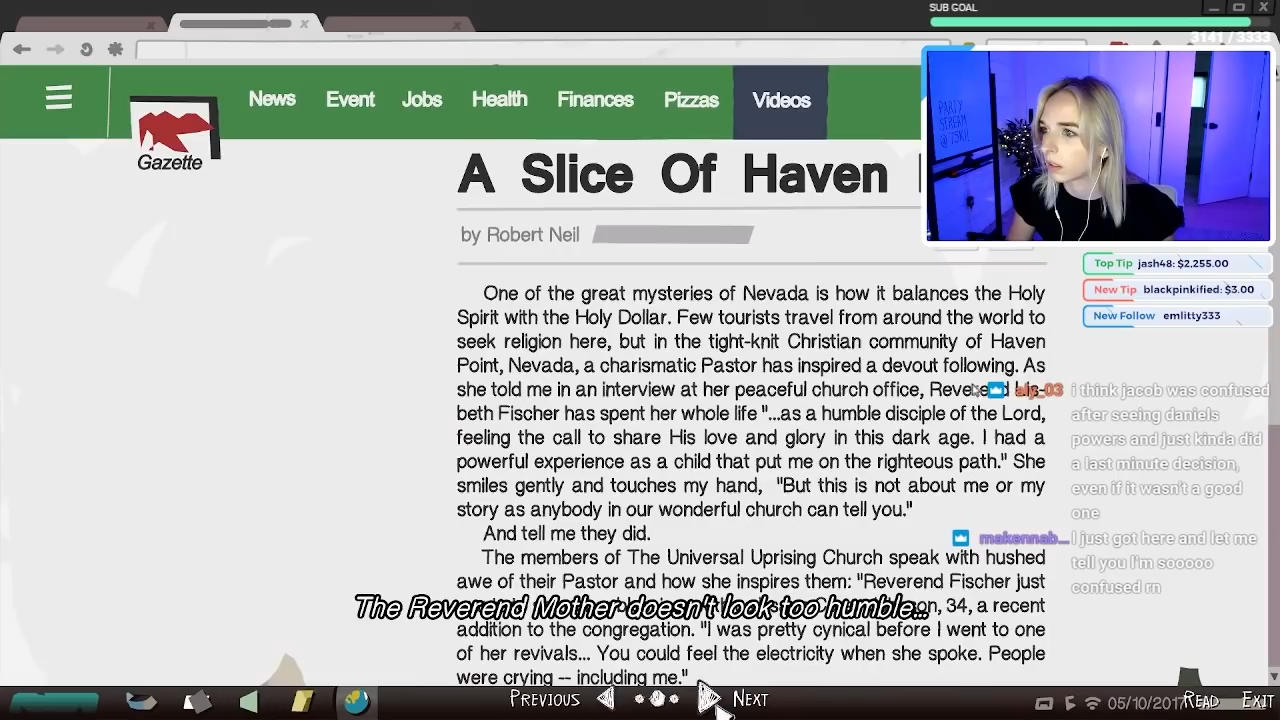 SUB GOAL
3141 / 3333
News Event Jobs Health Finances Pizzas Videos
Gazette
A Slice Of Haven
by Robert Neil
PARTY
STREAM
Top Tip jash48: $2,255.00
New Tip blackpinkified: $3.00
New Follow emlitty333
One of the great mysteries of Nevada is how it balances the Holy
Spirit with the Holy Dollar. Few tourists travel from around the world to
seek religion here, but in the tight-knit Christian community of Haven
Point, Nevada, a charismatic Pastor has inspired a devout following. As
she told me in an interview at her peaceful church office, Reverend Lis-
beth Fischer has spent her whole life "...as a humble disciple of the Lord,
feeling the call to share His love and glory in this dark age. I had a
powerful experience as a child that put me on the righteous path." She
smiles gently and touches my hand, "But this is not about me or my
story as anybody in our wonderful church can tell you."
And tell me they did.
The members of The Universal Uprising Church speak with hushed
awe of their Pastor and how she inspires them: "Reverend Fischer just
on, 34, a recent
addition to the congregation. "I was pretty cynical before I went to one
of her revivals... You could feel the electricity when she spoke. People
were crying -- including me."
The Reverend Mother doesn't look too humble...
aly_03 i think jacob was confused
after seeing daniels
powers and just kinda did
a last minute decision,
even if it wasn't a good
one
makennab... I just got here and let me
tell you I'm sooooo
confused rn
PREVIOUS NEXT
05/10/2017
READ EXIT